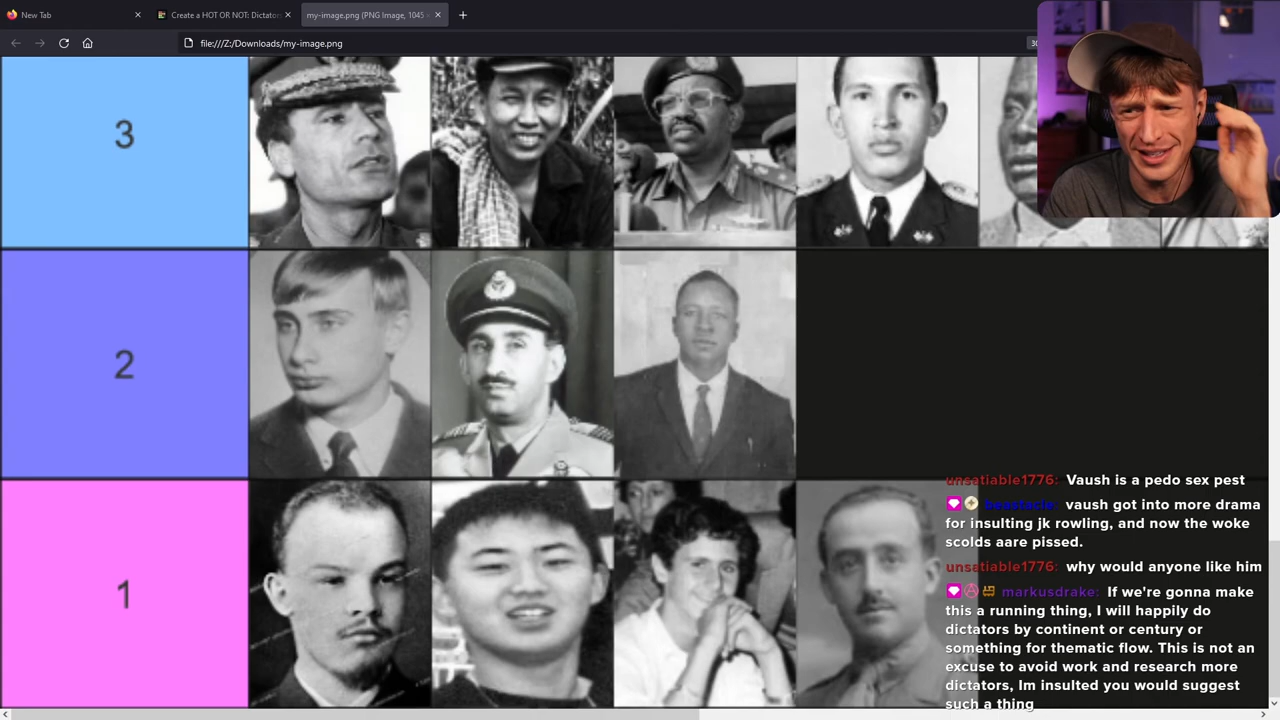 New Tab
Create a HOT OR NOT: Dictator
my-image.png (PNG Image, 1045
file:///Z:/Downloads/my-image.png
30
3
2
1
unsatiable1776: Vaush is a pedo sex pest
beastacle: vaush got into more drama
for insulting jk rowling, and now the woke
scolds aare pissed.
unsatiable1776: why would anyone like him
markusdrake: If we're gonna make
this a running thing, I will happily do
dictators by continent or century or
something for thematic flow. This is not an
excuse to avoid work and research more
dictators, Im insulted you would suggest
such a thing